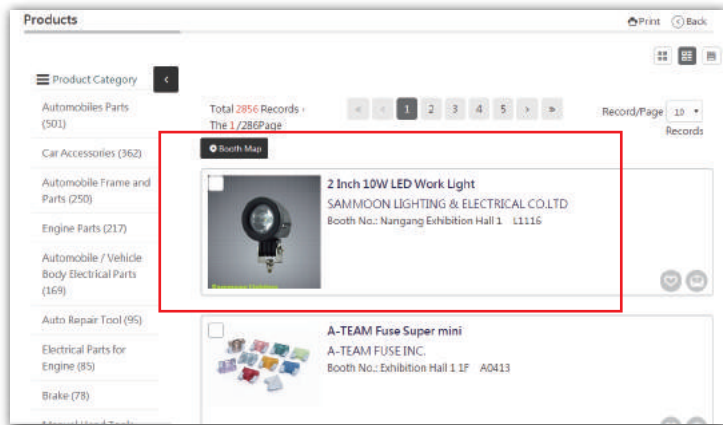 Products
Print
Back
Product Category
Automobiles Parts
(501)
Car Accessories (362)
Automobile Frame and
Parts (250)
Engine Parts (217)
Automobile / Vehicle
Body Electrical Parts
(169)
Auto Repair Tool (95)
Electrical Parts for
Engine (85)
Brake (78)
Total 2856 Records ,
The 1/286Page
« ‹ 1 2 3 4 5 › »
Record/Page 10
Records
Booth Map
2 Inch 10W LED Work Light
SAMMOON LIGHTING & ELECTRICAL CO.LTD
Booth No.: Nangang Exhibition Hall 1 L1116
Sammoon Lighting
A-TEAM Fuse Super mini
A-TEAM FUSE INC.
Booth No.: Exhibition Hall 1 1F A0413